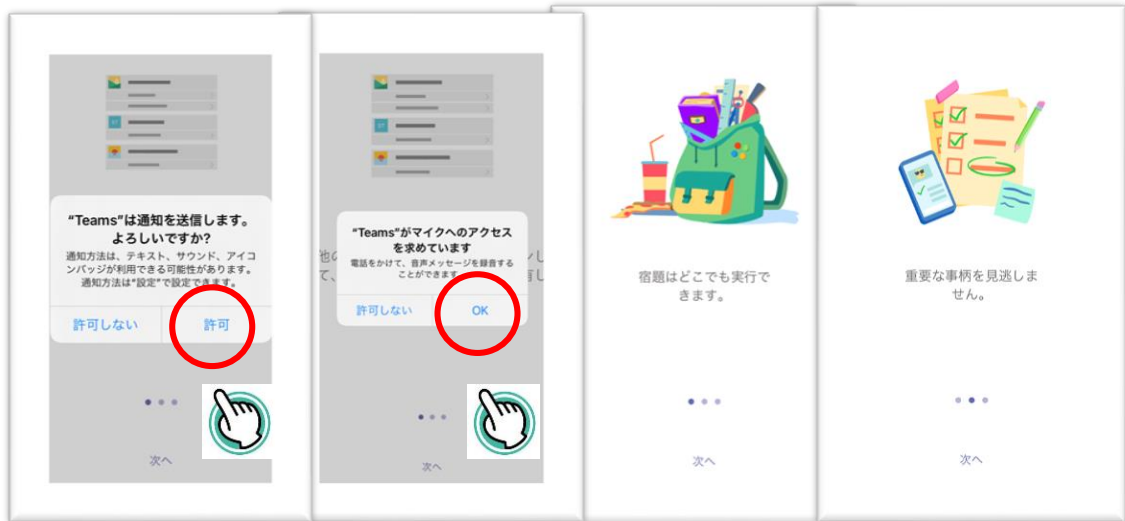 “Teams”は通知を送信します。
よろしいですか?
通知方法は、テキスト、サウンド、アイコ
ンバッジが利用できる可能性があります。
通知方法は“設定”で設定できます。
許可しない
許可
次へ
“Teams”がマイクへのアクセス
を求めています
電話をかけて、音声メッセージを録音する
ことができます
許可しない
OK
次へ
宿題はどこでも実行で
きます。
次へ
重要な事柄を見逃しま
せん。
次へ